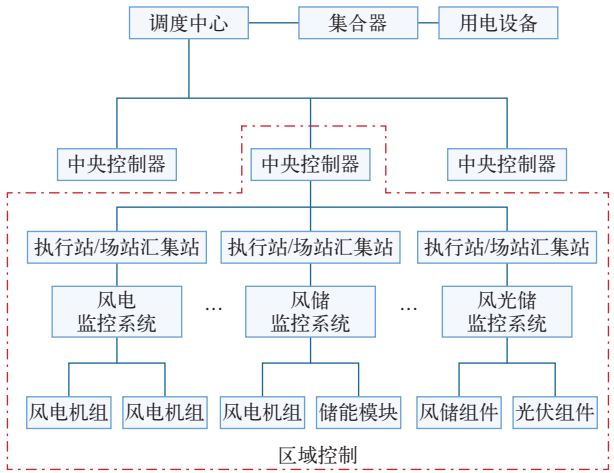 调度中心 集合器 用电设备
中央控制器 中央控制器 中央控制器
执行站/场站汇集站 执行站/场站汇集站 执行站/场站汇集站
风电
监控系统
…
风储
监控系统
…
风光储
监控系统
风电机组 风电机组 风电机组 储能模块 风储组件 光伏组件
区域控制